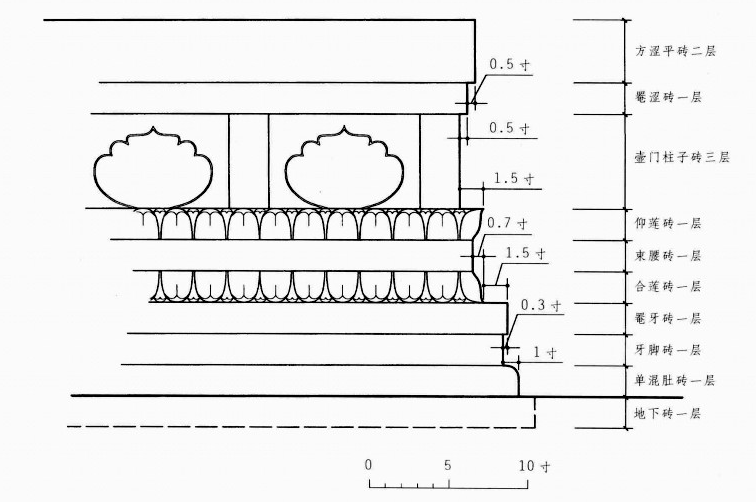 方涩平砖二层
0.5 寸
罨涩砖一层
0.5 寸
壸门柱子砖三层
1.5 寸
仰莲砖一层
0.7 寸
束腰砖一层
1.5 寸
合莲砖一层
0.3 寸
罨牙砖一层
牙脚砖一层
1 寸
单混肚砖一层
地下砖一层
0 5 10 寸